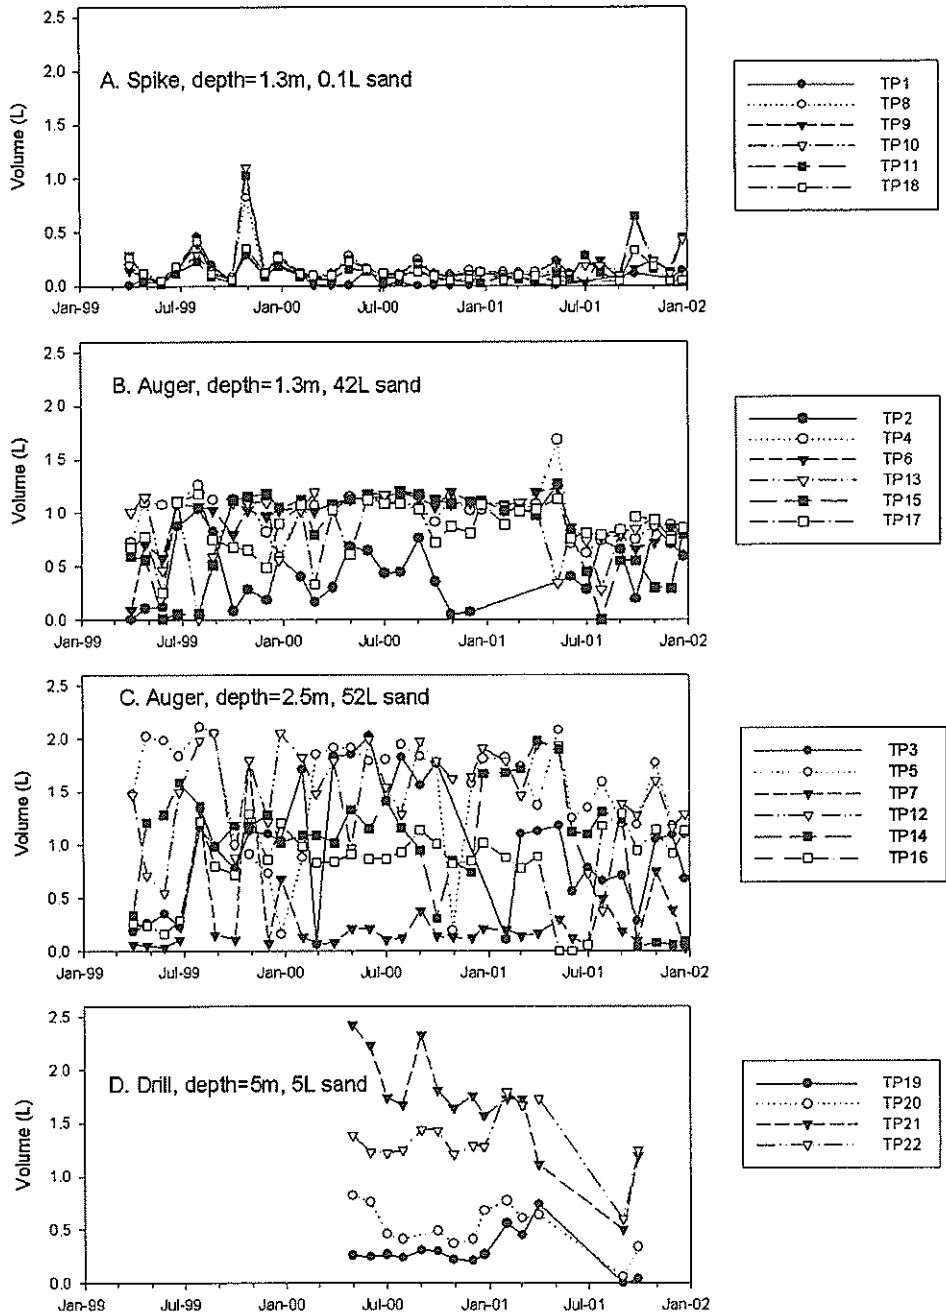 2.5
2.0
1.5
1.0
0.5
0.0
Volume (L)
A. Spike, depth=1.3m, 0.1L sand
Jan-99 Jul-99 Jan-00 Jul-00 Jan-01 Jul-01 Jan-02
TP1
TP8
TP9
TP10
TP11
TP18
2.5
2.0
1.5
1.0
0.5
0.0
Volume (L)
B. Auger, depth=1.3m, 42L sand
Jan-99 Jul-99 Jan-00 Jul-00 Jan-01 Jul-01 Jan-02
TP2
TP4
TP6
TP13
TP15
TP17
2.5
2.0
1.5
1.0
0.5
0.0
Volume (L)
C. Auger, depth=2.5m, 52L sand
Jan-99 Jul-99 Jan-00 Jul-00 Jan-01 Jul-01 Jan-02
TP3
TP5
TP7
TP12
TP14
TP16
2.5
2.0
1.5
1.0
0.5
0.0
Volume (L)
D. Drill, depth=5m, 5L sand
Jan-99 Jul-99 Jan-00 Jul-00 Jan-01 Jul-01 Jan-02
TP19
TP20
TP21
TP22